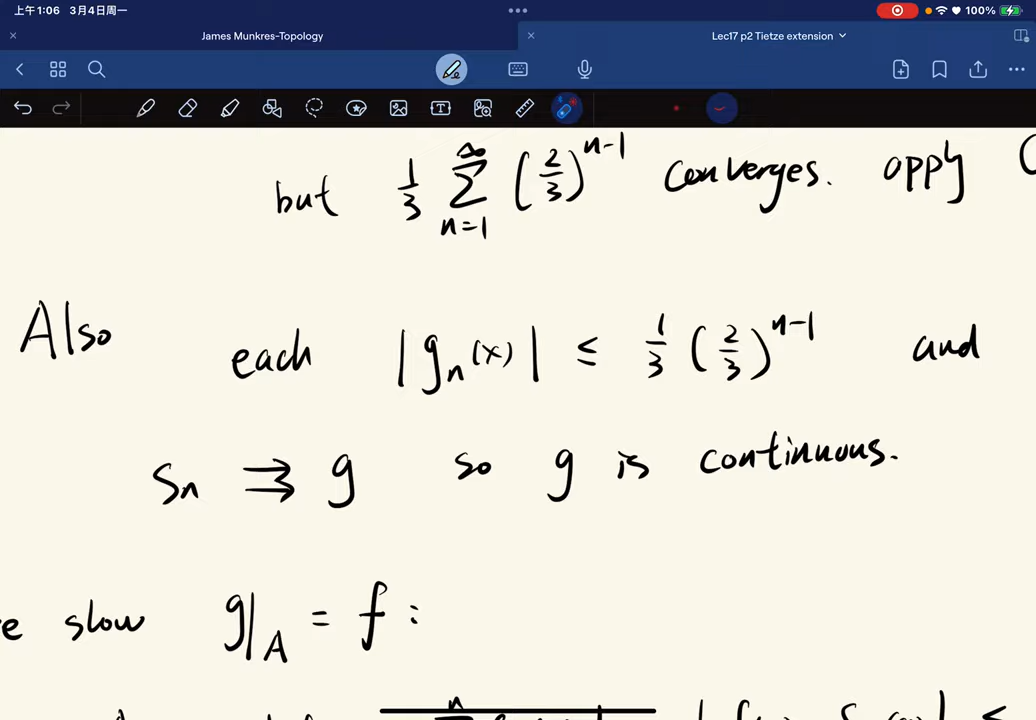 上午1:06 3月4日周一 100%
James Munkres-Topology
Lec17 p2 Tietze extension
but 1/3 ∑_{n=1}^{∞} (2/3)^{n-1} converges. apply
Also each |g_n(x)| ≤ 1/3 (2/3)^{n-1} and
S_n ⇉ g so g is continuous.
e slow g|_A = f :